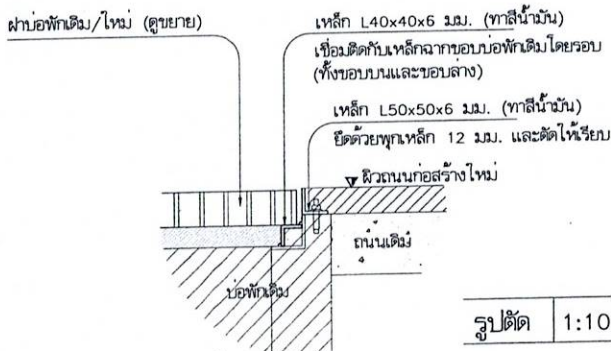 ฝาบ่อพักเดิม/ใหม่ (ดูขยาย)
เหล็ก L40x40x6 มม. (ทาสีน้ำมัน)
เชื่อมติดกับเหล็กฉากขอบบ่อพักเดิมโดยรอบ
(ทั้งขอบบนและขอบล่าง)
เหล็ก L50x50x6 มม. (ทาสีน้ำมัน)
ยึดด้วยพุกเหล็ก 12 มม. และตัดให้เรียบ
ผิวถนนก่อสร้างใหม่
ถนนเดิม
บ่อพักเดิม
รูปตัด 1:10